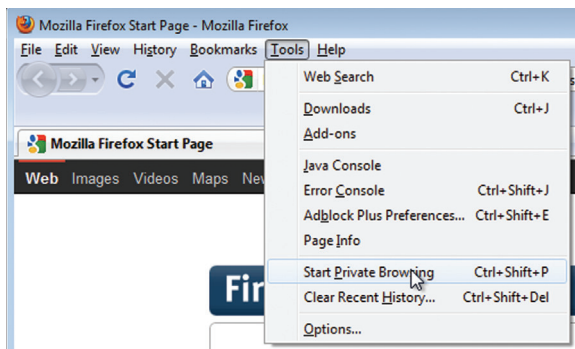 Mozilla Firefox Start Page - Mozilla Firefox
File Edit View History Bookmarks Tools Help
Web Search Ctrl+K
Downloads Ctrl+J
Add-ons
Mozilla Firefox Start Page
Java Console
Web Images Videos Maps
Error Console Ctrl+Shift+J
Adblock Plus Preferences... Ctrl+Shift+E
Page Info
Start Private Browsing Ctrl+Shift+P
Clear Recent History... Ctrl+Shift+Del
Options...